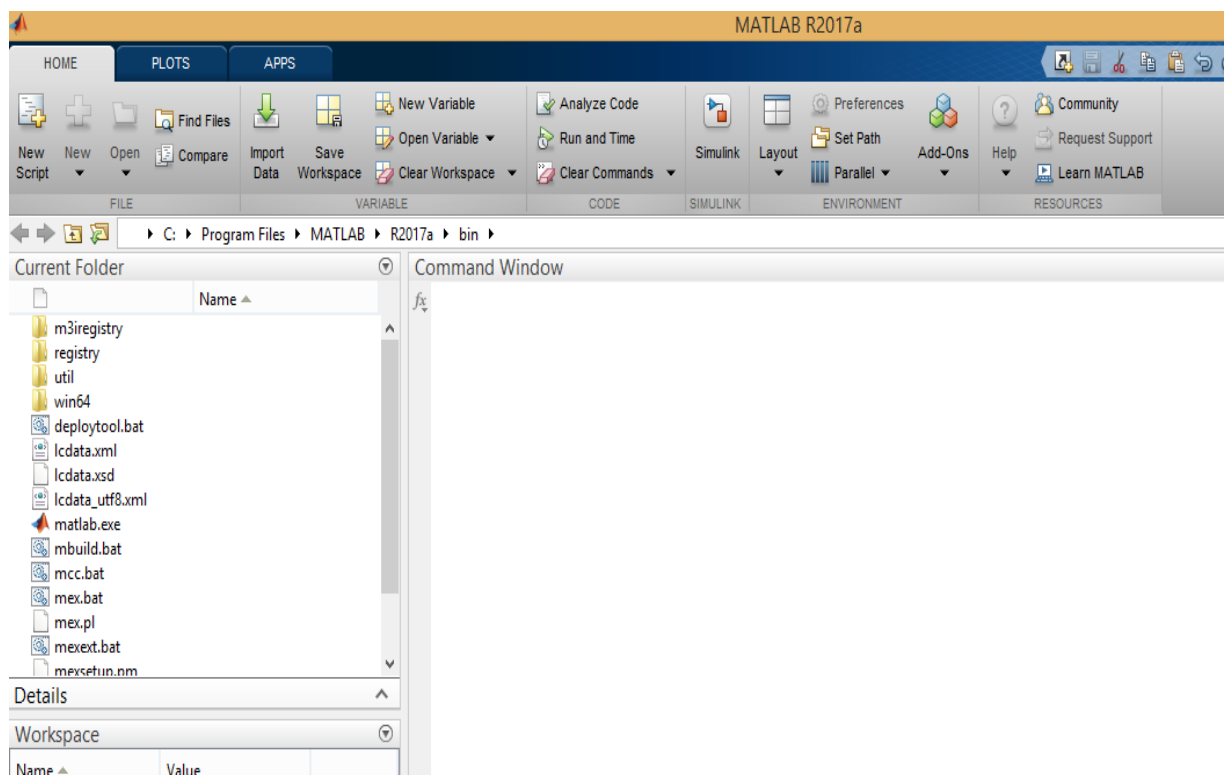 MATLAB R2017a
HOME PLOTS APPS
New Script
New
Open
Find Files
Compare
Import Data
Save Workspace
New Variable
Open Variable
Clear Workspace
Analyze Code
Run and Time
Clear Commands
Simulink
Layout
Preferences
Set Path
Parallel
Add-Ons
? Help
Community
Request Support
Learn MATLAB
FILE VARIABLE CODE SIMULINK ENVIRONMENT RESOURCES
C: Program Files MATLAB R2017a bin
Current Folder
Name
m3iregistry
registry
util
win64
deploytool.bat
lcdata.xml
lcdata.xsd
lcdata_utf8.xml
matlab.exe
mbuild.bat
mcc.bat
mex.bat
mex.pl
mexext.bat
mexsetup.pm
Details
Workspace
Name Value
Command Window
fx